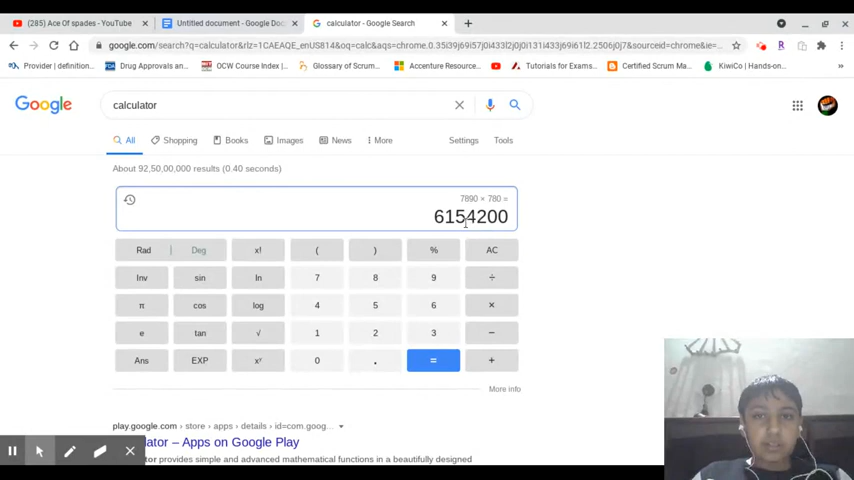 (285) Ace Of spades - YouTube
Untitled document - Google Doc
calculator - Google Search
google.com/search?q=calculator&rlz=1CAEAQE_enUS814&oq=calc&aqs=chrome.0.35i39j69i57j0i433l2j0j0i131i433j69i61l2.2506j0j7&sourceid=chrome&ie=...
Provider | definition...
Drug Approvals and...
OCW Course Index |...
Glossary of Scrum...
Accenture Resource...
Tutorials for Exams...
Certified Scrum Ma...
KiwiCo | Hands-on...
Google
calculator
All
Shopping
Books
Images
News
More
Settings
Tools
About 92,50,00,000 results (0.40 seconds)
7890 × 780 =
6154200
Rad | Deg x! ( ) % AC
Inv sin ln 7 8 9 ÷
π cos log 4 5 6 ×
e tan √ 1 2 3 −
Ans EXP xʸ 0 . = +
More info
play.google.com › store › apps › details › id=com.goog...
ator – Apps on Google Play
tor provides simple and advanced mathematical functions in a beautifully designed